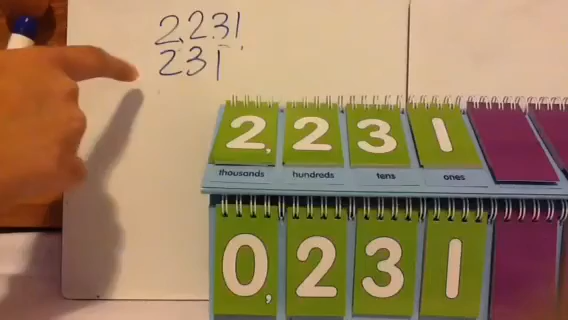 2,231
231
2,231
thousands hundreds tens ones
0,231